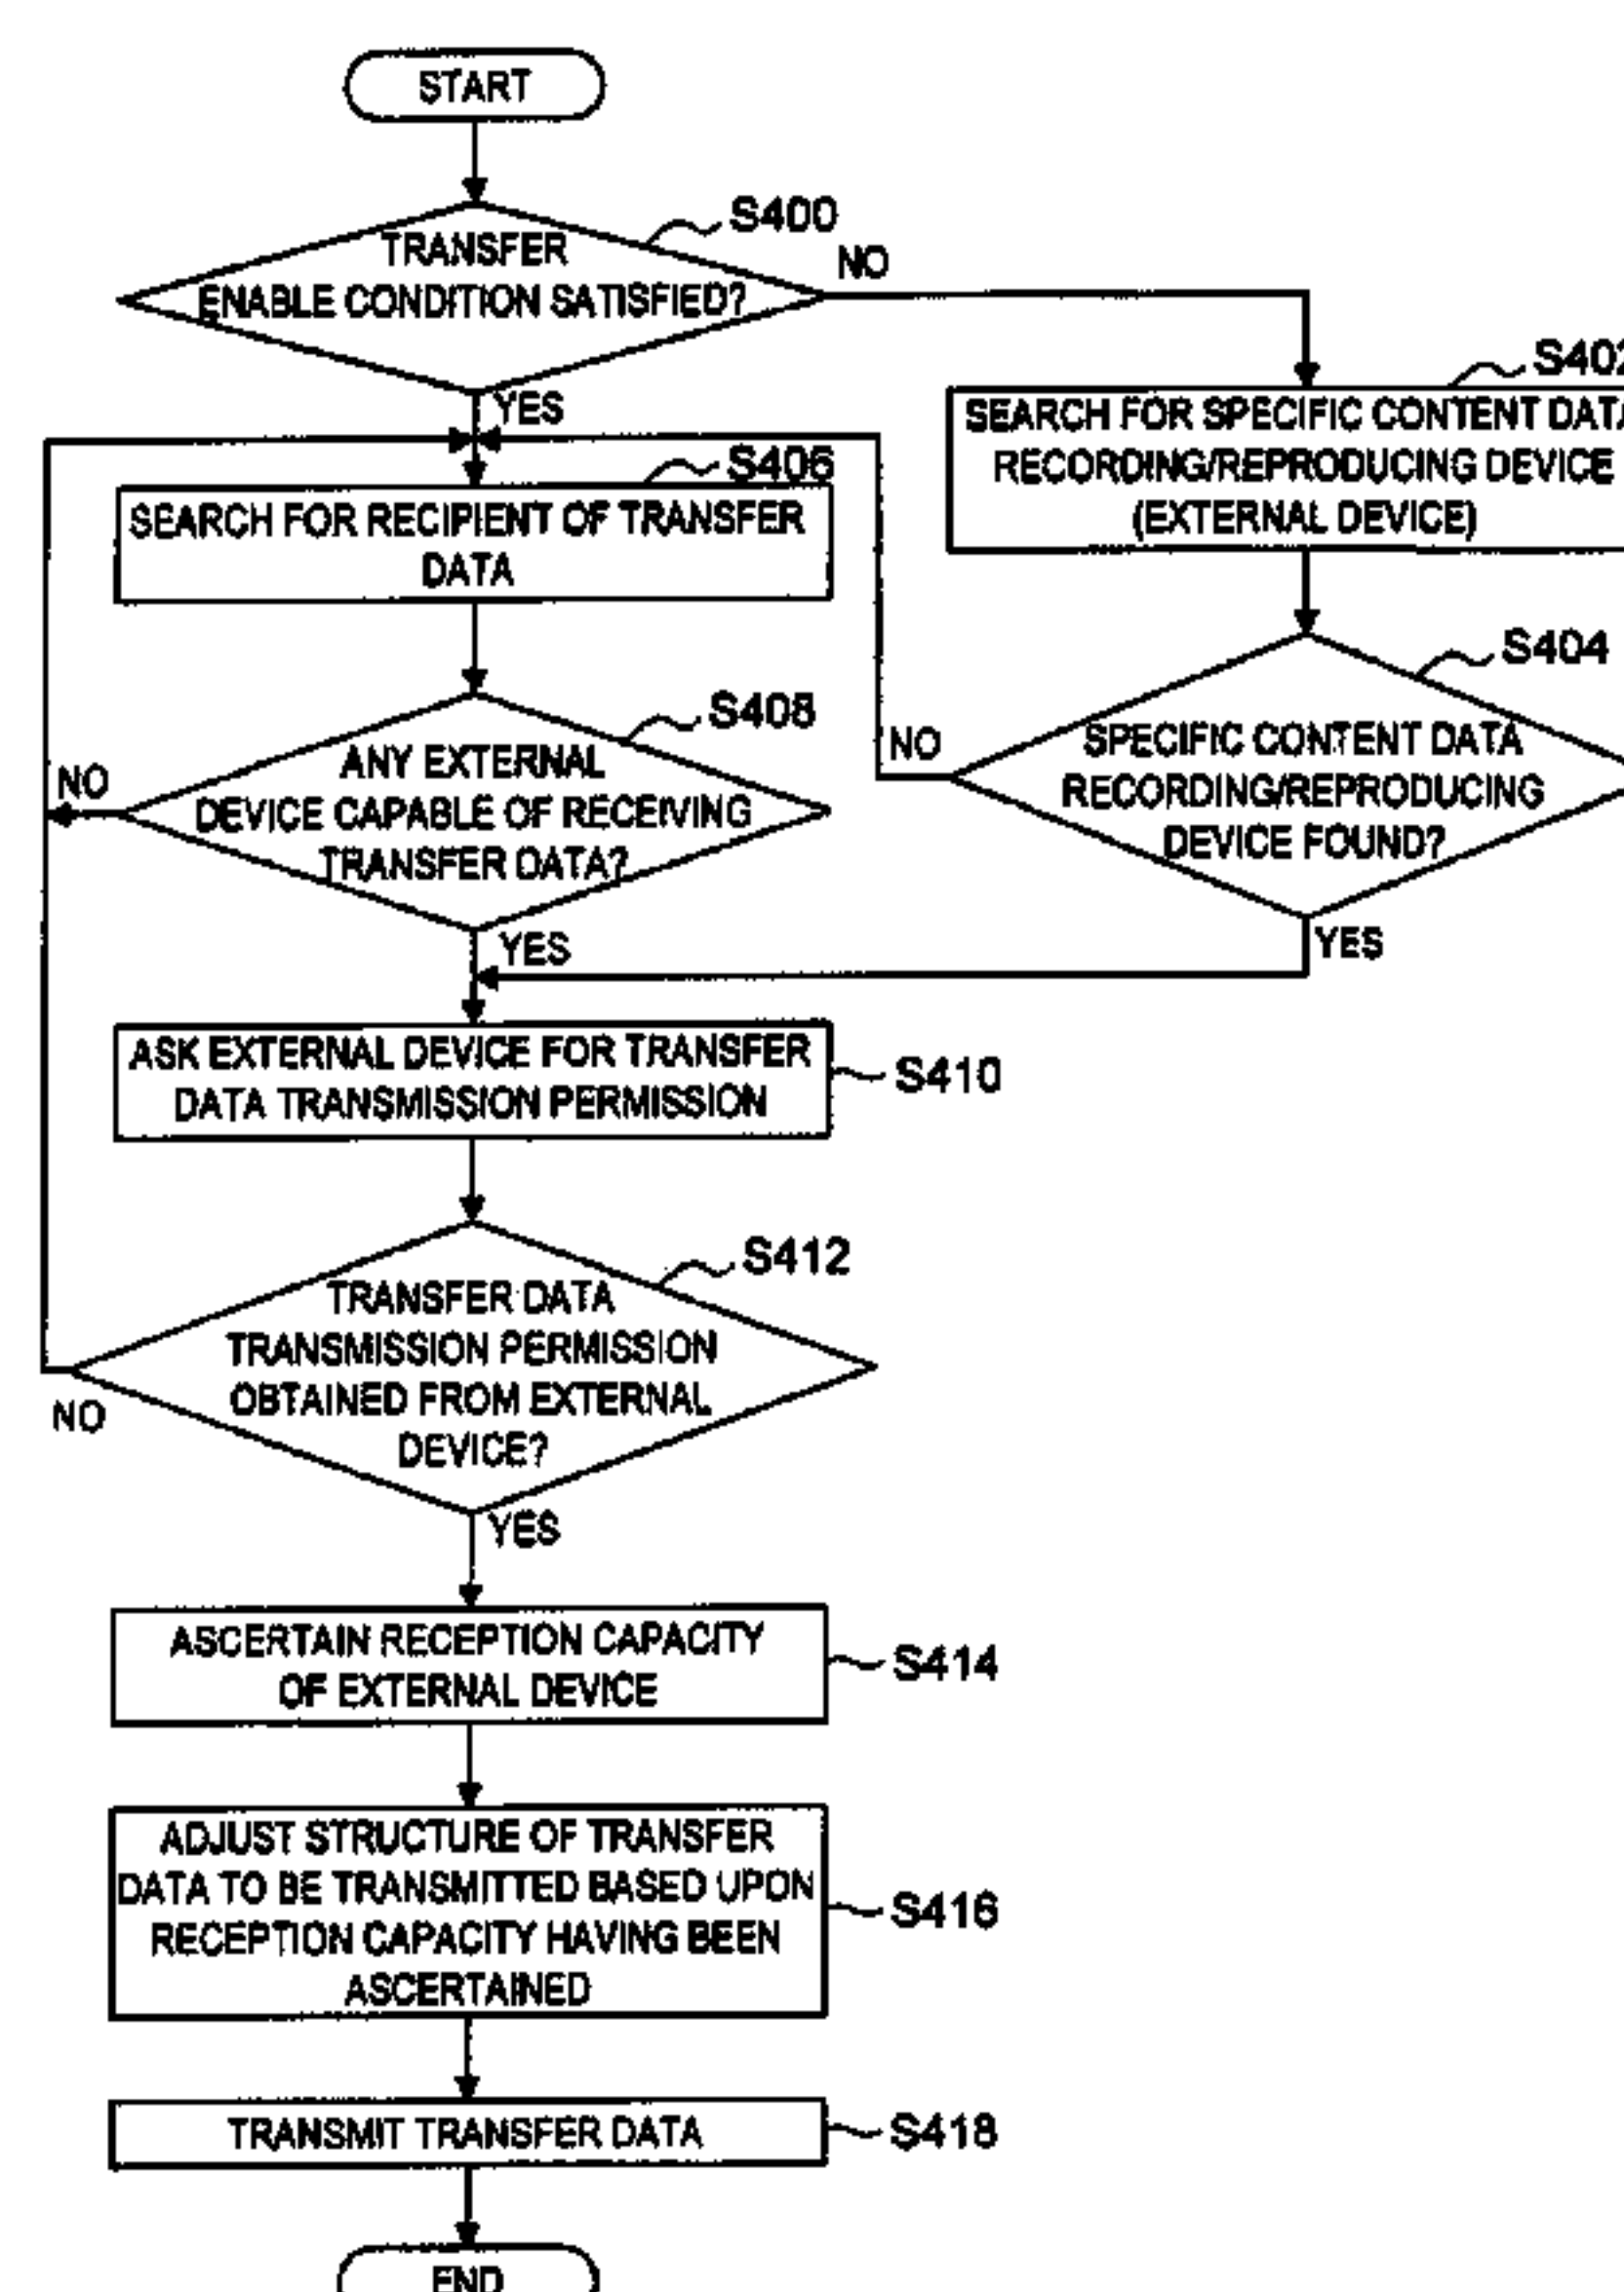 START
S400
TRANSFER
ENABLE CONDITION SATISFIED?
NO
YES
S402
SEARCH FOR SPECIFIC CONTENT DATA
RECORDING/REPRODUCING DEVICE
(EXTERNAL DEVICE)
S406
SEARCH FOR RECIPIENT OF TRANSFER
DATA
S404
SPECIFIC CONTENT DATA
RECORDING/REPRODUCING
DEVICE FOUND?
NO
YES
S408
ANY EXTERNAL
DEVICE CAPABLE OF RECEIVING
TRANSFER DATA?
NO
YES
ASK EXTERNAL DEVICE FOR TRANSFER
DATA TRANSMISSION PERMISSION
S410
S412
TRANSFER DATA
TRANSMISSION PERMISSION
OBTAINED FROM EXTERNAL
DEVICE?
NO
YES
ASCERTAIN RECEPTION CAPACITY
OF EXTERNAL DEVICE
S414
ADJUST STRUCTURE OF TRANSFER
DATA TO BE TRANSMITTED BASED UPON
RECEPTION CAPACITY HAVING BEEN
ASCERTAINED
S416
TRANSMIT TRANSFER DATA
S418
END